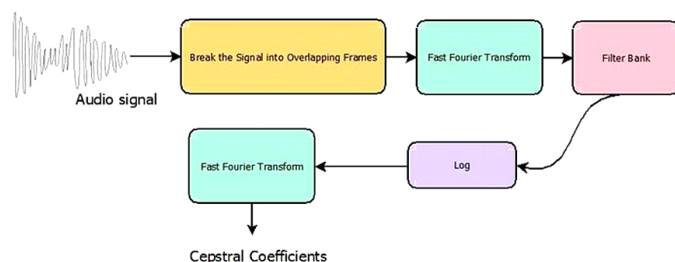 Audio signal
Break the Signal into Overlapping Frames
Fast Fourier Transform
Filter Bank
Log
Fast Fourier Transform
Cepstral Coefficients